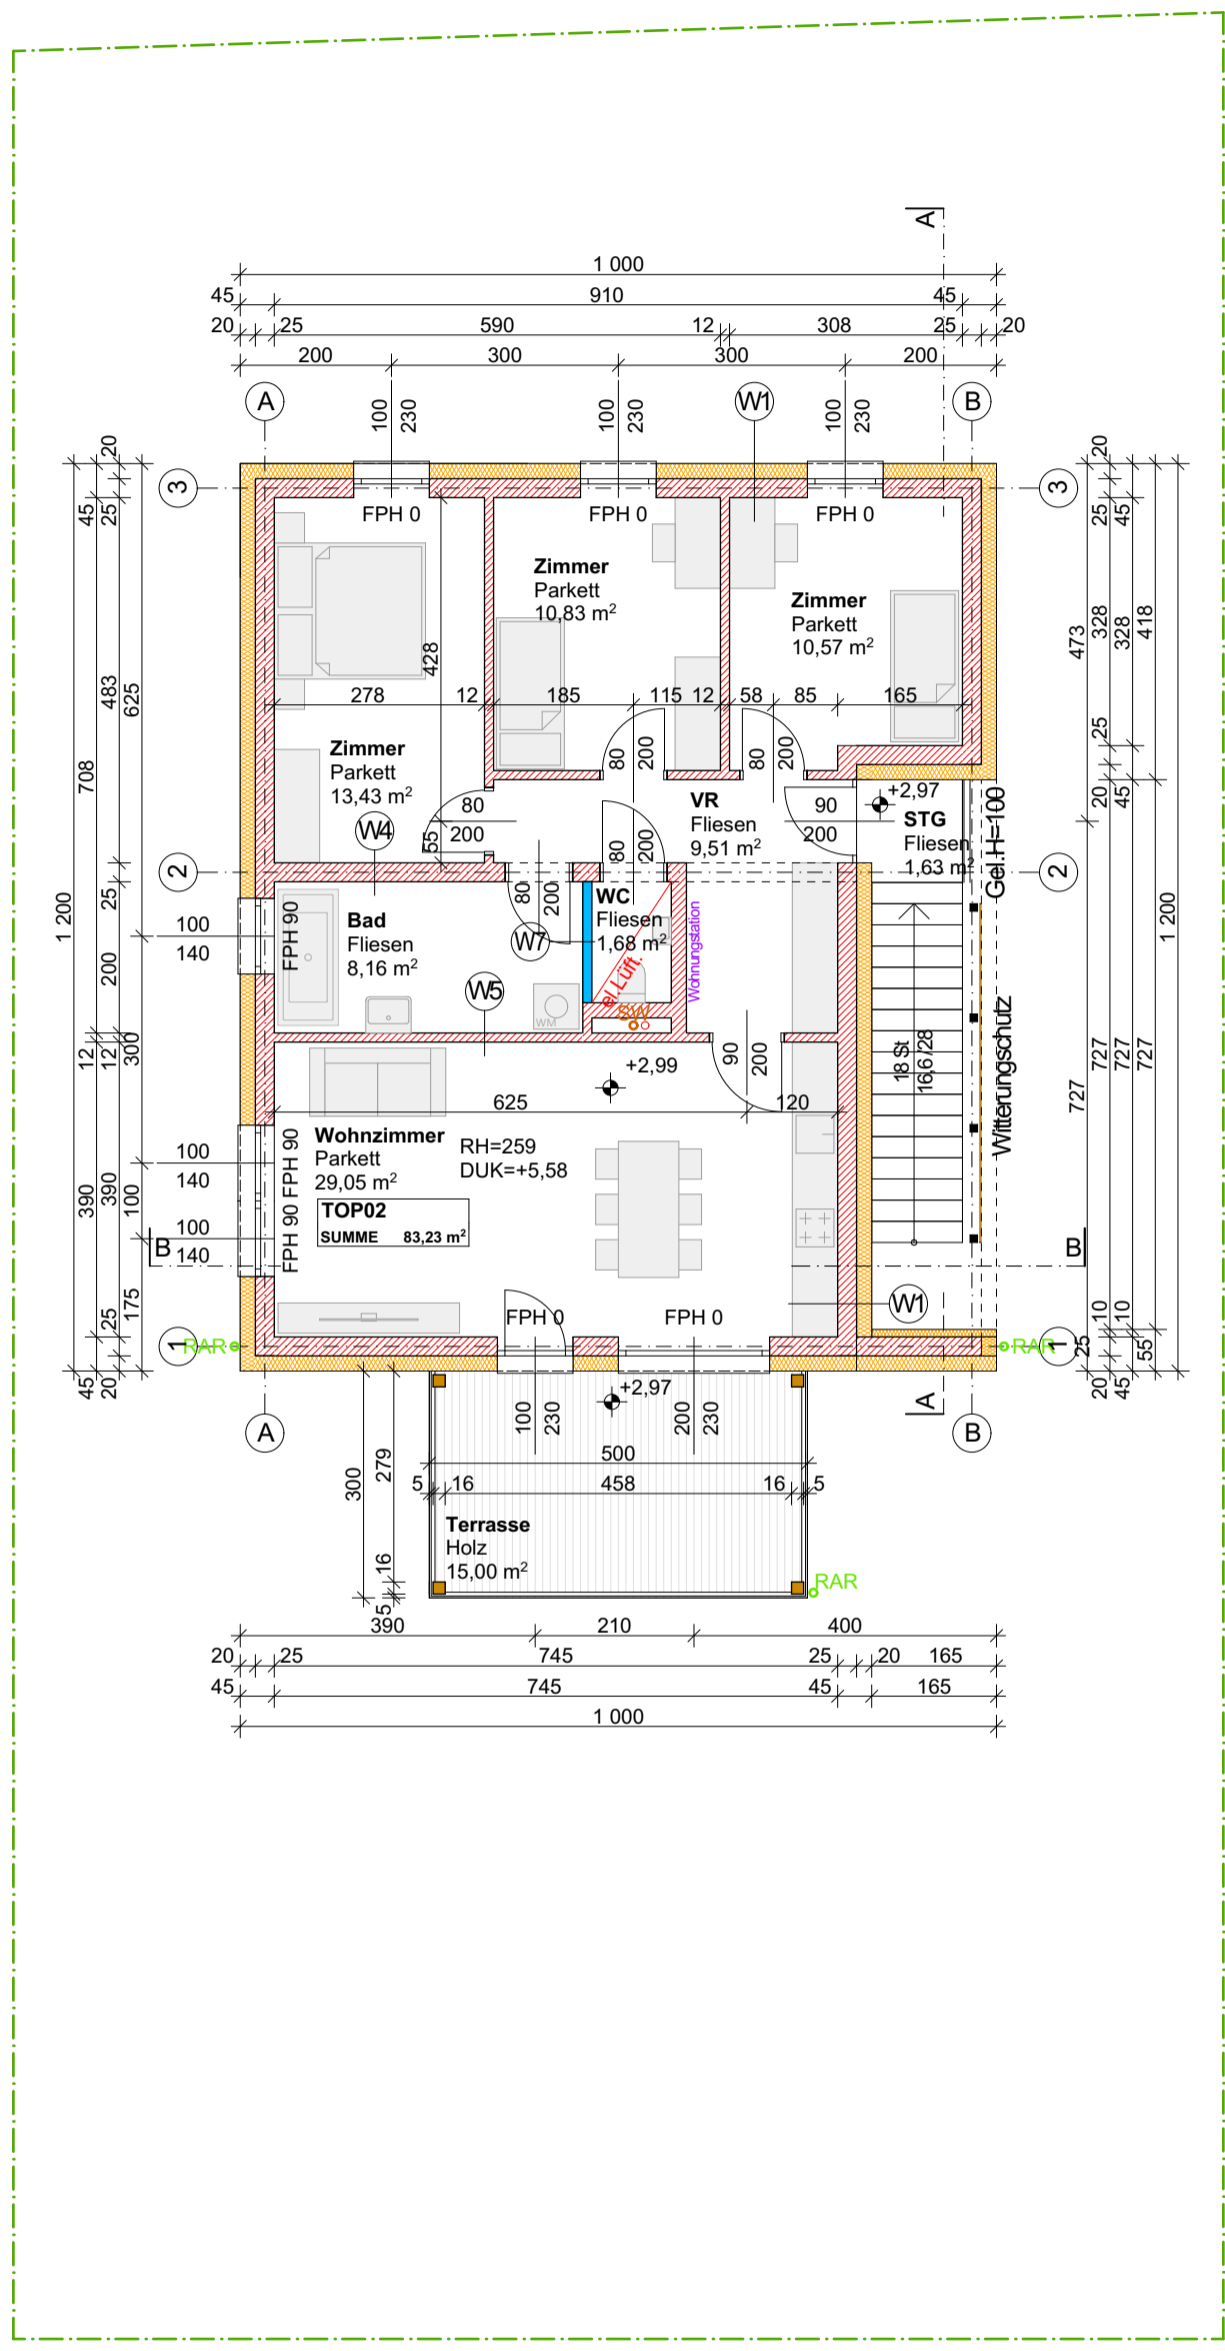 A
1 000
45 910 45
20 25 590 12 308 25 20
200 300 300 200
A
100
230
100
230
W1
100
230
B
20
20
3
3
45
25
25
45
FPH 0
FPH 0
FPH 0
Zimmer
Parkett
10,83 m²
Zimmer
Parkett
10,57 m²
428
473
328
328
418
483
625
278 12 185 115 12 58 85 165
Zimmer
Parkett
13,43 m²
80
200
80
200
25
708
W4
80
200
55
VR
Fliesen
9,51 m²
90
200
+2,97
STG
Fliesen
1,63 m²
Gel.H=100
20
45
80
200
2
2
80
200
25
1 200
1 200
100
140
FPH 90
Bad
Fliesen
8,16 m²
W7
WC
Fliesen
1,68 m²
el.Lüft.
Wohnungstation
200
W5
WM
SW
18 St
16,6/28
Witterungschutz
12
12
300
90
200
+2,99
727
727
727
727
625 120
Wohnzimmer
Parkett
29,05 m²
RH=259
DUK=+5,58
100
140
FPH 90
390
390
100
TOP02
SUMME 83,23 m²
100
140
FPH 90
B
B
175
25
W1
10
10
FPH 0
FPH 0
RAR
1
1
RAR
25
55
45
20
20
45
+2,97
A
A
B
100
230
200
230
500
300
279
5 16 458 16 5
Terrasse
Holz
15,00 m²
16
5
RAR
390 210 400
20 25 745 25 20 165
45 745 45 165
1 000